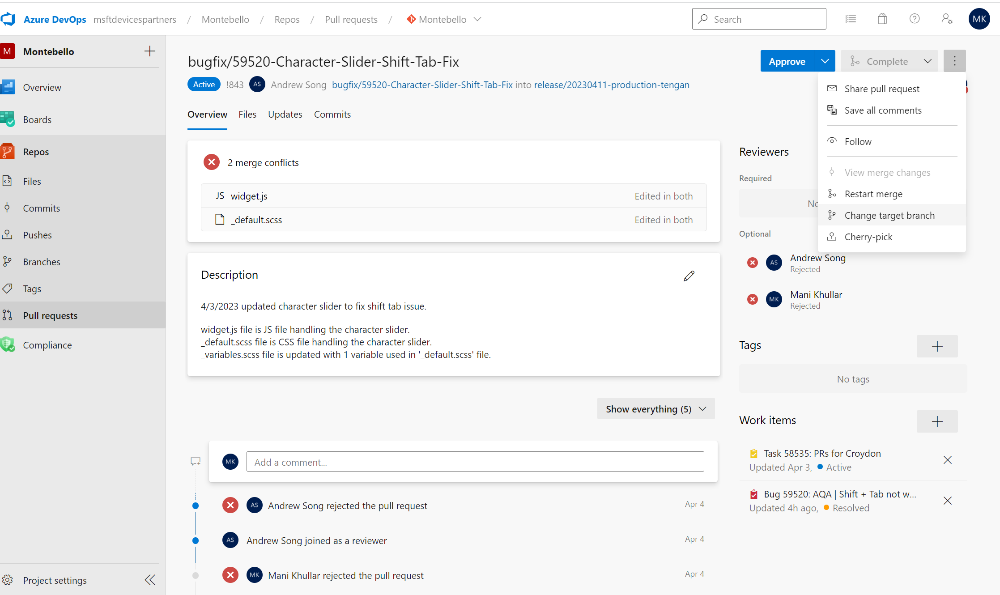 Azure DevOps msftdevicespartners / Montebello / Repos / Pull requests / Montebello
Search
MK
M Montebello
Overview
Boards
Repos
Files
Commits
Pushes
Branches
Tags
Pull requests
Compliance
Project settings
bugfix/59520-Character-Slider-Shift-Tab-Fix
Approve
Complete
Active !843 AS Andrew Song bugfix/59520-Character-Slider-Shift-Tab-Fix into release/20230411-production-tengan
Overview Files Updates Commits
Share pull request
Save all comments
Follow
View merge changes
Restart merge
Change target branch
Cherry-pick
2 merge conflicts
JS widget.js Edited in both
_default.scss Edited in both
Description
4/3/2023 updated character slider to fix shift tab issue.
widget.js file is JS file handling the character slider.
_default.scss file is CSS file handling the character slider.
_variables.scss file is updated with 1 variable used in '_default.scss' file.
Show everything (5)
MK Add a comment...
AS Andrew Song rejected the pull request Apr 4
AS Andrew Song joined as a reviewer Apr 4
MK Mani Khullar rejected the pull request Apr 4
Reviewers
Required
Optional
AS Andrew Song
Rejected
MK Mani Khullar
Rejected
Tags
No tags
Work items
Task 58535: PRs for Croydon
Updated Apr 3, Active
Bug 59520: AQA | Shift + Tab not w...
Updated 4h ago, Resolved